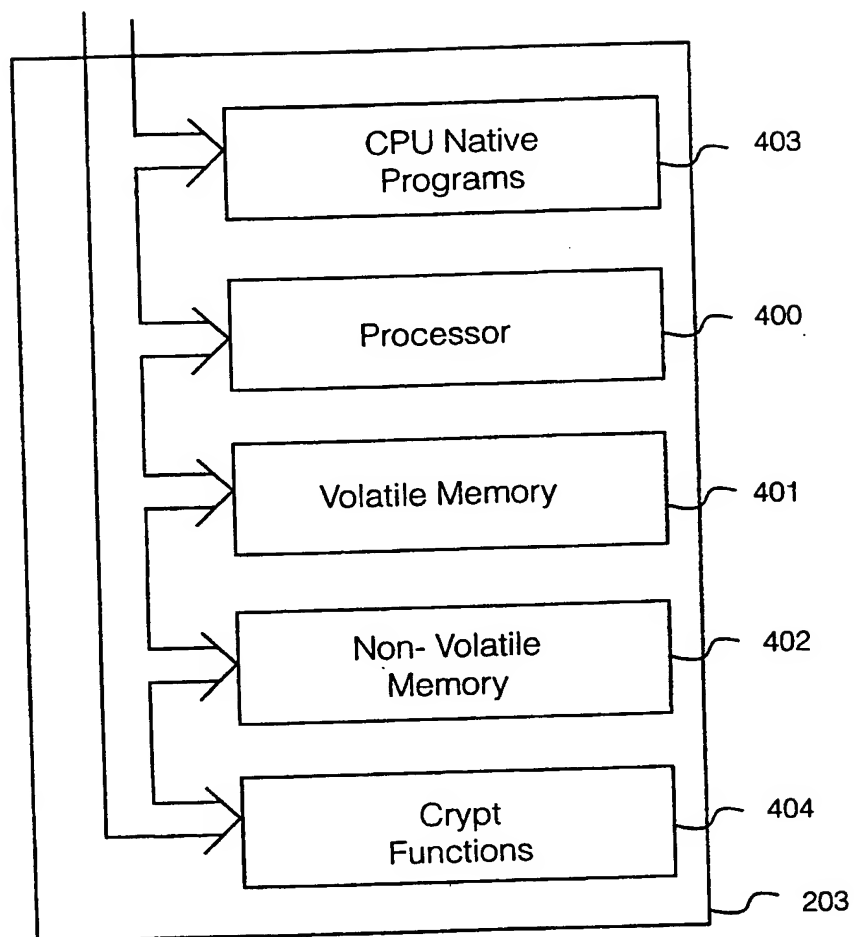 CPU Native
Programs
403
Processor
400
Volatile Memory
401
Non- Volatile
Memory
402
Crypt
Functions
404
203